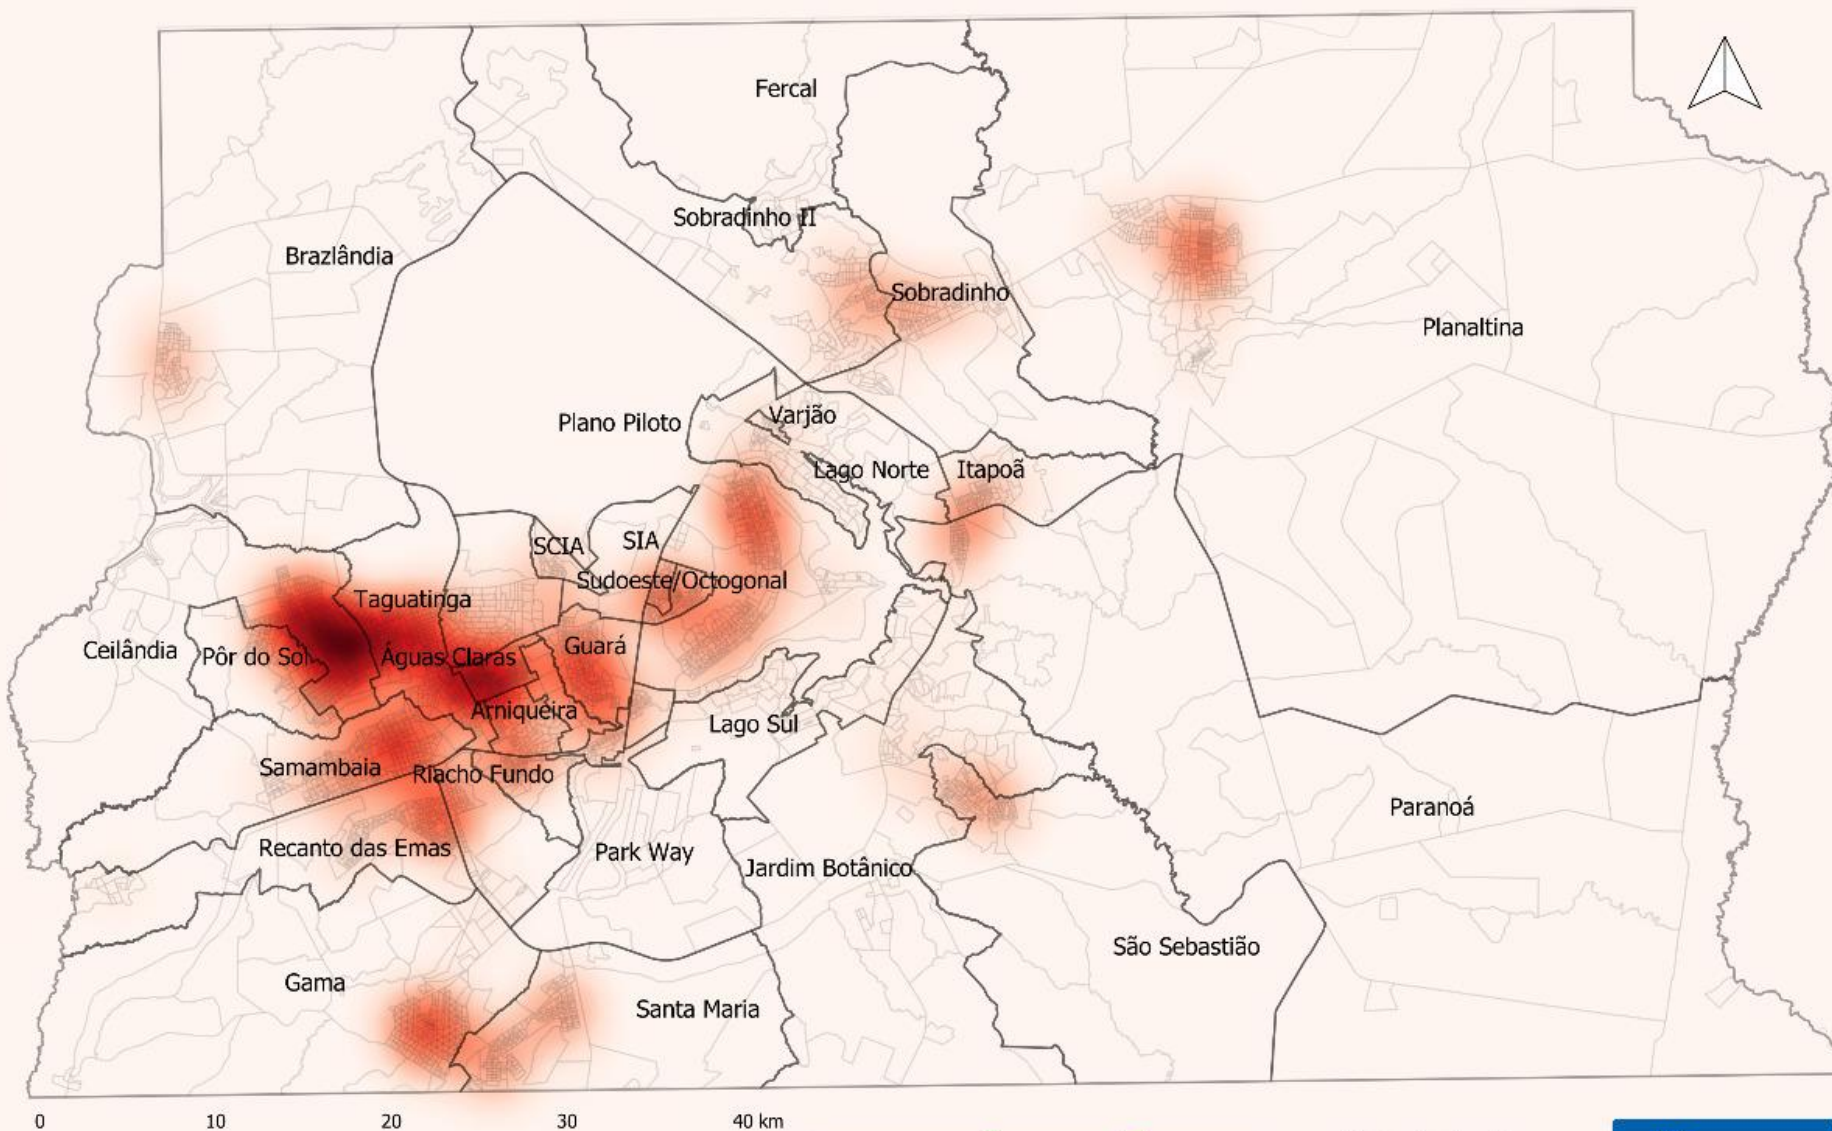 Fercal
Sobradinho II
Brazlândia
Sobradinho
Planaltina
Varjão
Plano Piloto
Lago Norte
Itapoã
SCIA
SIA
Sudoeste/Octogonal
Taguatinga
Ceilândia
Pôr do Sol
Águas Claras
Guará
Arniqueira
Lago Sul
Samambaia
Riacho Fundo
Paranoá
Recanto das Emas
Park Way
Jardim Botânico
São Sebastião
Gama
Santa Maria
0 10 20 30 40 km